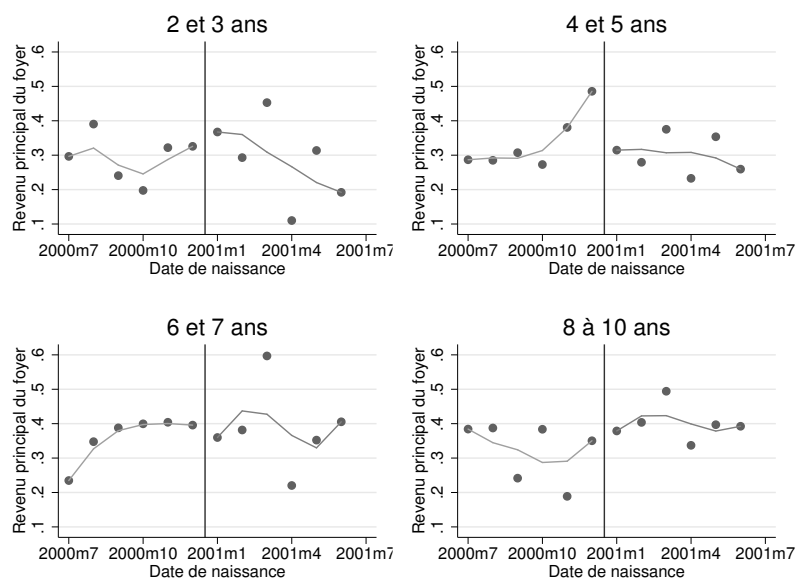 2 et 3 ans
Revenu principal du foyer
.6
.5
.4
.3
.2
.1
2000m7 2000m10 2001m1 2001m4 2001m7
Date de naissance
4 et 5 ans
Revenu principal du foyer
.6
.5
.4
.3
.2
.1
2000m7 2000m10 2001m1 2001m4 2001m7
Date de naissance
6 et 7 ans
Revenu principal du foyer
.6
.5
.4
.3
.2
.1
2000m7 2000m10 2001m1 2001m4 2001m7
Date de naissance
8 à 10 ans
Revenu principal du foyer
.6
.5
.4
.3
.2
.1
2000m7 2000m10 2001m1 2001m4 2001m7
Date de naissance